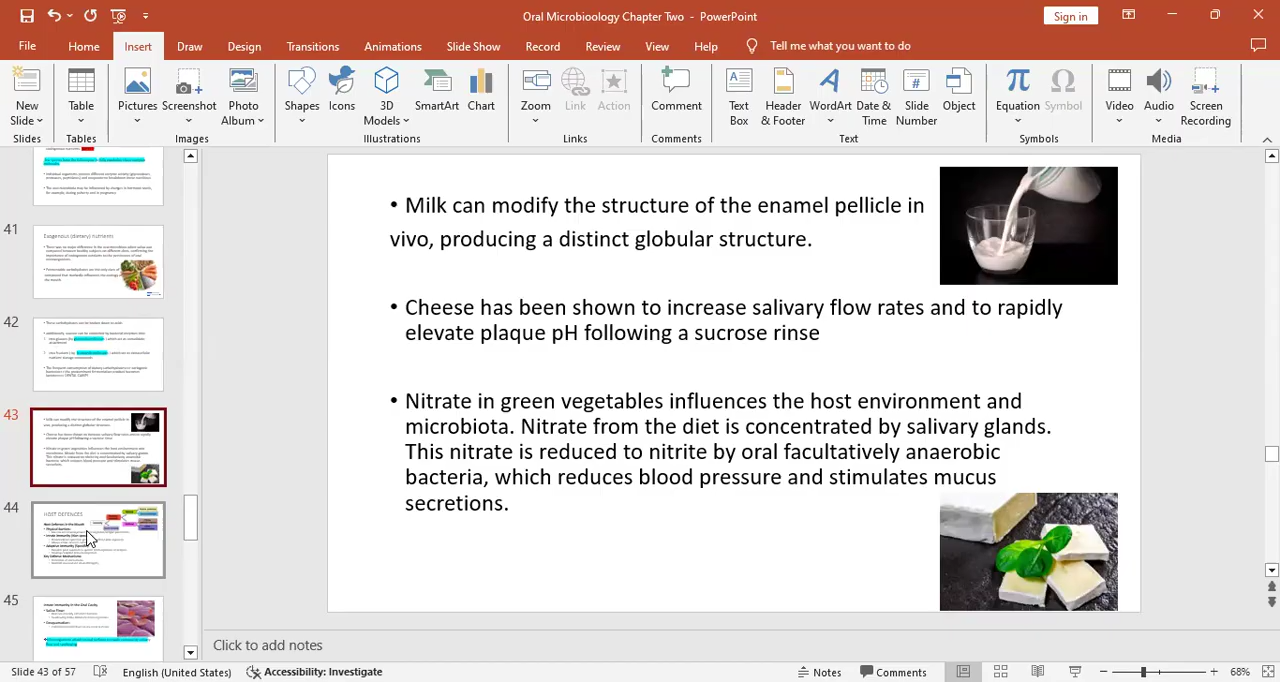 Oral Microbioology Chapter Two - PowerPoint
Sign in
File Home Insert Draw Design Transitions Animations Slide Show Record Review View Help Tell me what you want to do
New Slide
Table
Pictures
Screenshot
Photo Album
Shapes
Icons
3D Models
SmartArt
Chart
Zoom
Link
Action
Comment
Text Box
Header & Footer
WordArt
Date & Time
Slide Number
Object
Equation
Symbol
Video
Audio
Screen Recording
Slides Tables Images Illustrations Links Comments Text Symbols Media
41
Exogenous (dietary) nutrients
42
43
44
HOST DEFENCES
45
• Milk can modify the structure of the enamel pellicle in
vivo, producing a distinct globular structure.
• Cheese has been shown to increase salivary flow rates and to rapidly
elevate plaque pH following a sucrose rinse
• Nitrate in green vegetables influences the host environment and
microbiota. Nitrate from the diet is concentrated by salivary glands.
This nitrate is reduced to nitrite by oral facultatively anaerobic
bacteria, which reduces blood pressure and stimulates mucus
secretions.
Click to add notes
Slide 43 of 57 English (United States) Accessibility: Investigate Notes Comments 68%